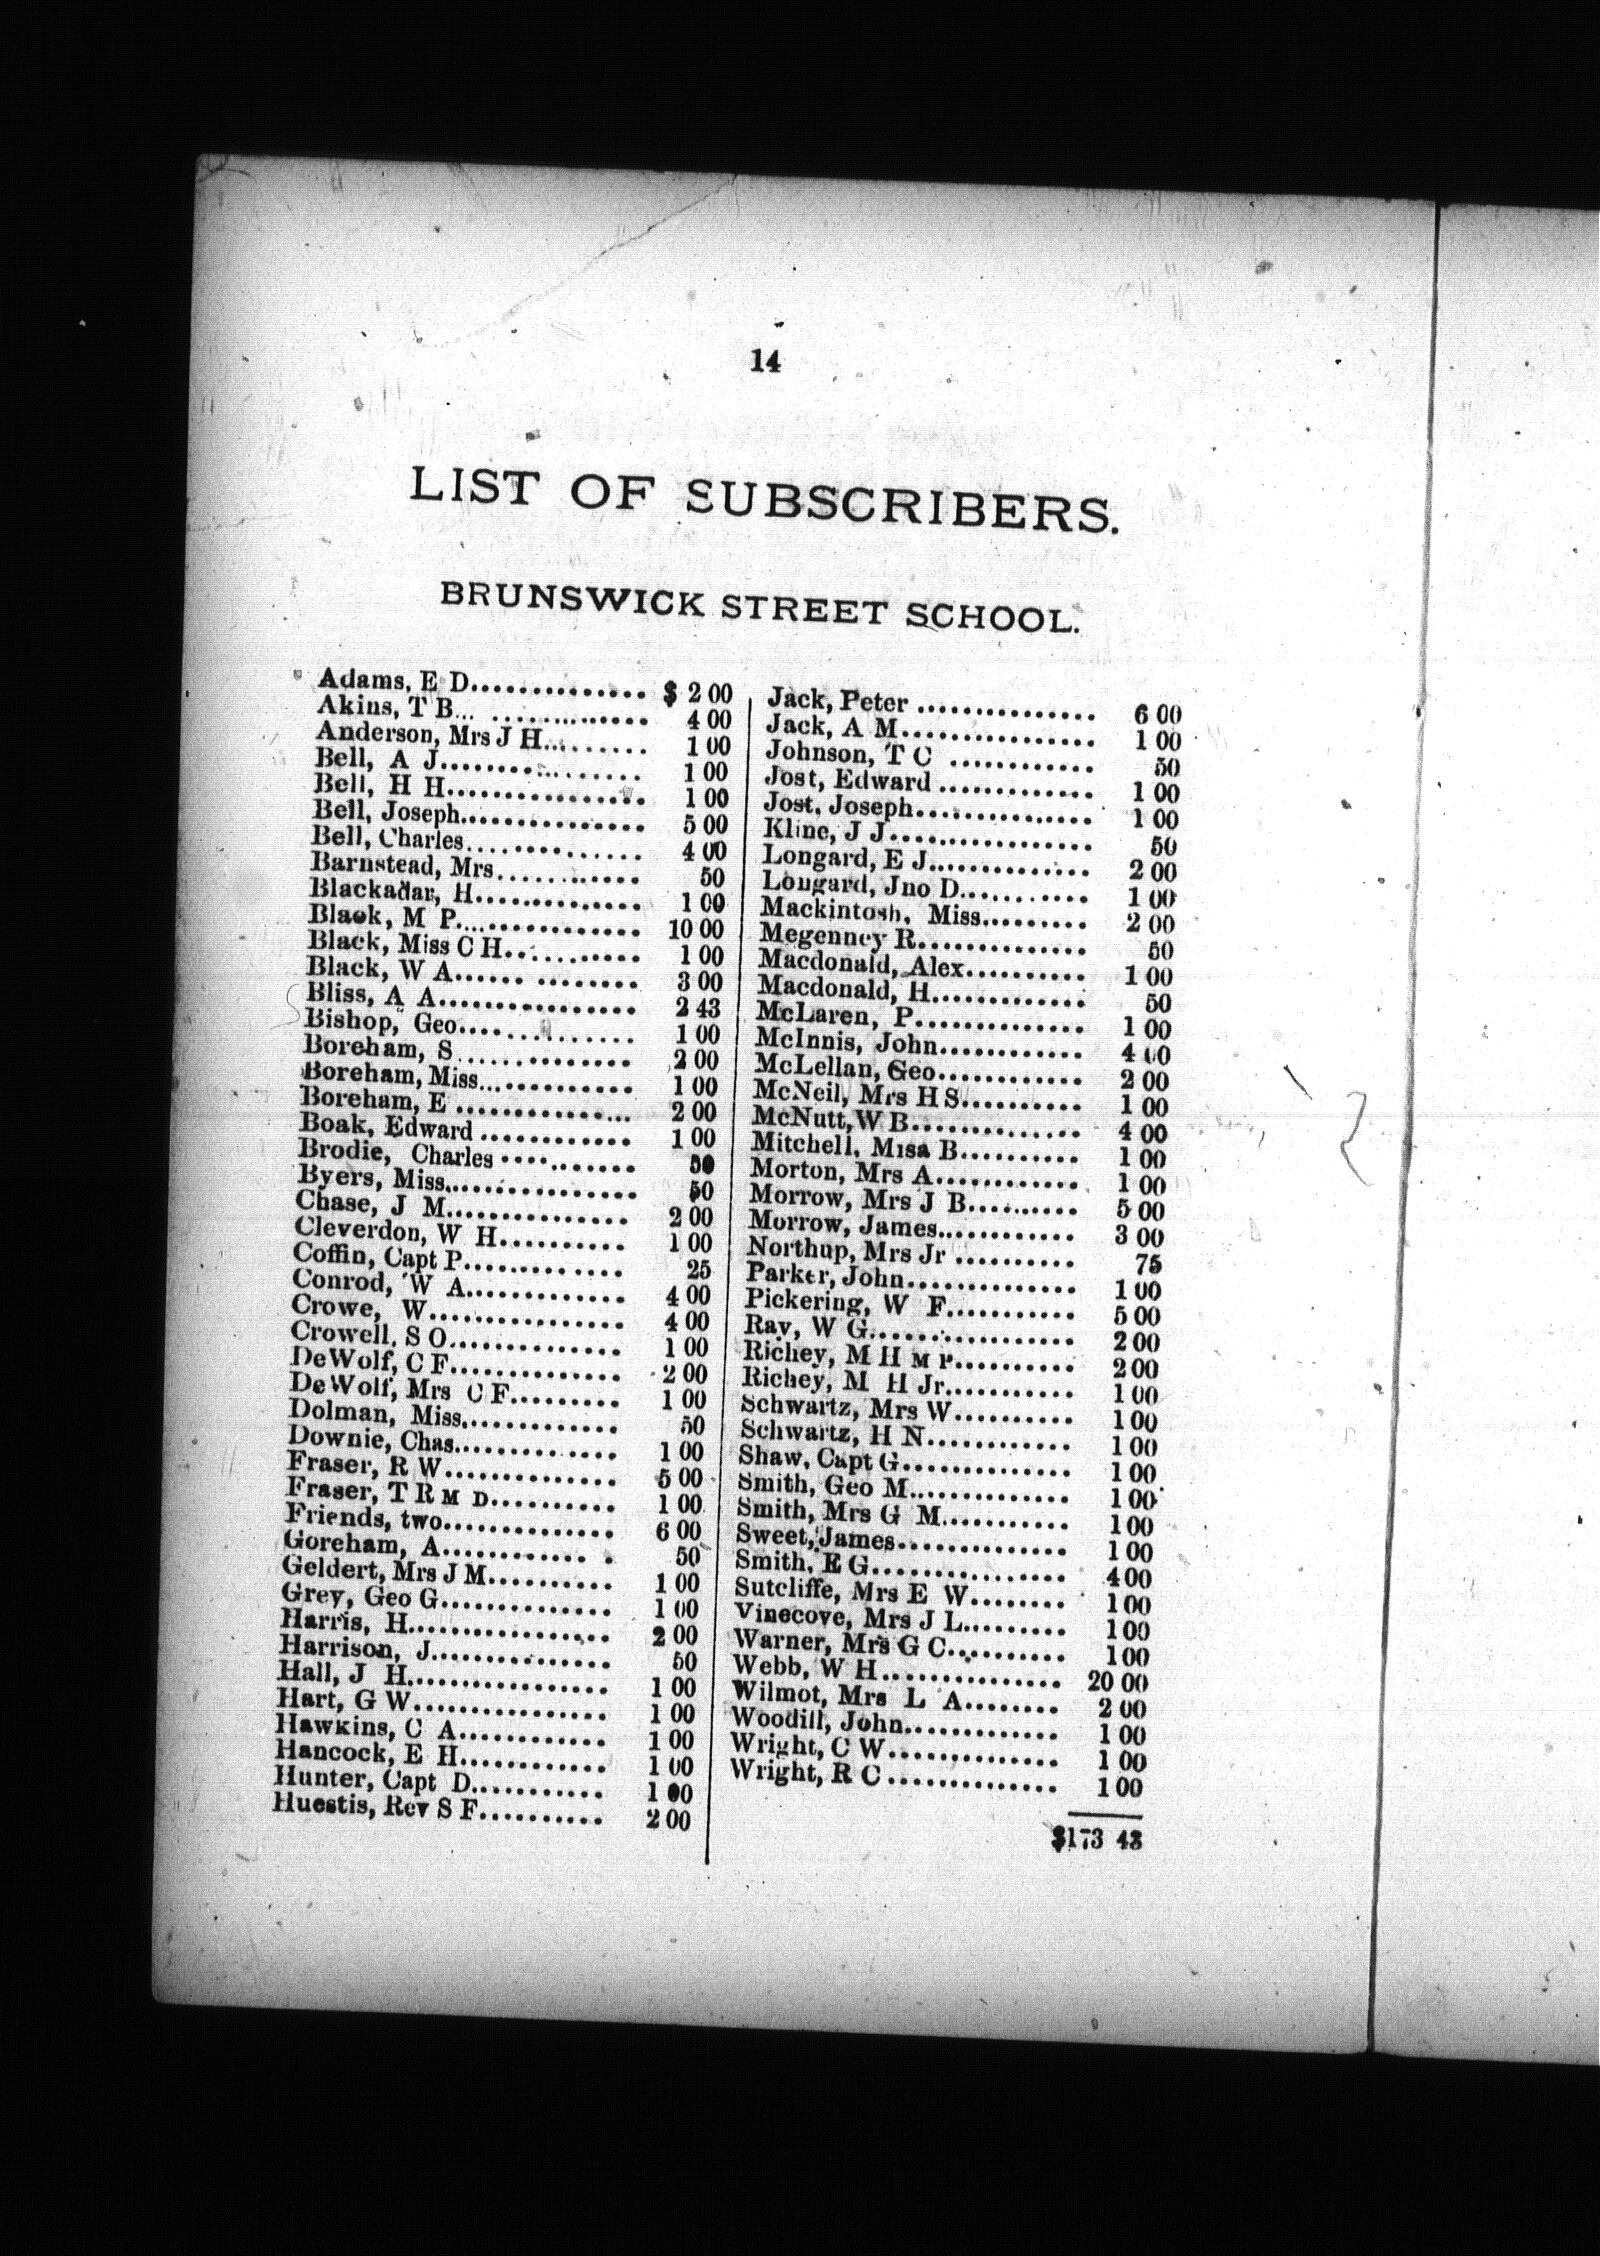 14
LIST OF SUBSCRIBERS.
BRUNSWICK STREET SCHOOL.
Adams, E D.............. $ 2 00
Akins, T B... ............. 4 00
Anderson, Mrs J H......... 1 00
Bell, A J................. 1 00
Bell, H H................ 1 00
Bell, Joseph............... 5 00
Bell, Charles.............. 4 00
Barnstead, Mrs............ 50
Blackadar, H.............. 1 00
Black, M P............... 10 00
Black, Miss C H........... 1 00
Black, W A...... ........ 3 00
Bliss, A A................ 2 43
Bishop, Geo............... 1 00
Boreham, S............... 2 00
Boreham, Miss............ 1 00
Boreham, E ............... 2 00
Boak, Edward ............ 1 00
Brodie, Charles ........... 50
Byers, Miss................ 50
Chase, J M............... 2 00
Cleverdon, W H.......... 1 00
Coffin, Capt P............. 25
Conrod, W A............. 4 00
Crowe, W................ 4 00
Crowell, S O.............. 1 00
DeWolf, C F.............. 2 00
DeWolf, Mrs C F......... 1 00
Dolman, Miss............. 50
Downie, Chas............. 1 00
Fraser, R W.............. 5 00
Fraser, T R M D.......... 1 00
Friends, two.............. 6 00
Goreham, A............ . 50
Geldert, Mrs J M.......... 1 00
Grey, Geo G.............. 1 00
Harris, H................. 2 00
Harrison, J............... 50
Hall, J H................. 1 00
Hart, G W................ 1 00
Hawkins, C A............ 1 00
Hancock, E H............ 1 00
Hunter, Capt D........... 1 00
Huestis, Rev S F.......... 2 00
Jack, Peter ............... 6 00
Jack, A M................ 1 00
Johnson, T C ............ 50
Jost, Edward ............. 1 00
Jost, Joseph............... 1 00
Kline, J J................. 50
Longard, E J............. 2 00
Longard, Jno D........... 1 00
Mackintosh, Miss......... 2 00
Megenney R.............. 50
Macdonald, Alex.......... 1 00
Macdonald, H............. 50
McLaren, P.............. 1 00
McInnis, John............ 4 00
McLellan, Geo............ 2 00
McNeil, Mrs H S.......... 1 00
McNutt, W B.............. 4 00
Mitchell, Miss B.......... 1 00
Morton, Mrs A............ 1 00
Morrow, Mrs J B......... 5 00
Morrow, James............ 3 00
Northup, Mrs Jr .......... 75
Parker, John.............. 1 00
Pickering, W F........... 5 00
Ray, W G................. 2 00
Richey, M H M P.......... 2 00
Richey, M H Jr........... 1 00
Schwartz, Mrs W.......... 1 00
Schwartz, H N............ 1 00
Shaw, Capt G.............. 1 00
Smith, Geo M............. 1 00
Smith, Mrs G M........... 1 00
Sweet, James.............. 1 00
Smith, E G................ 4 00
Sutcliffe, Mrs E W........ 1 00
Vinecove, Mrs J L......... 1 00
Warner, Mrs G C.......... 1 00
Webb, W H............... 20 00
Wilmot, Mrs L A........ 2 00
Woodill, John............. 1 00
Wright, C W.............. 1 00
Wright, R C .............. 1 00
$173 43